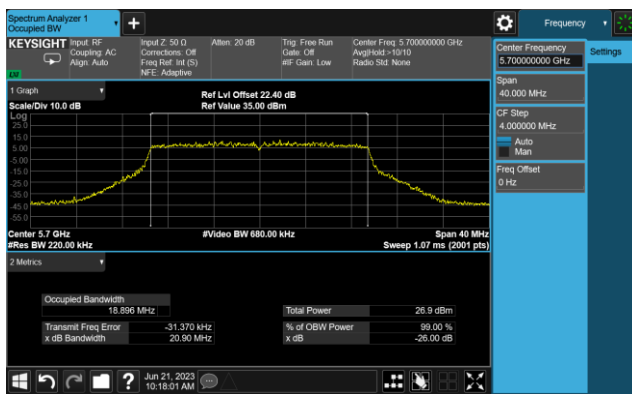 Spectrum Analyzer 1
Occupied BW
Frequency
KEYSIGHT
Input: RF
Coupling: AC
Align: Auto
Input Z: 50 Ω
Corrections: Off
Freq Ref: Int (S)
NFE: Adaptive
Atten: 20 dB
Trig: Free Run
Gate: Off
#IF Gain: Low
Center Freq: 5.700000000 GHz
Avg|Hold:>10/10
Radio Std: None
Center Frequency
5.700000000 GHz
Settings
Span
40.000 MHz
CF Step
4.000000 MHz
Auto
Man
Freq Offset
0 Hz
1 Graph
Scale/Div 10.0 dB
Ref Lvl Offset 22.40 dB
Ref Value 35.00 dBm
Log
25.0
15.0
5.00
-5.00
-15.0
-25.0
-35.0
-45.0
-55.0
Center 5.7 GHz
#Res BW 220.00 kHz
#Video BW 680.00 kHz
Span 40 MHz
Sweep 1.07 ms (2001 pts)
2 Metrics
Occupied Bandwidth
18.896 MHz
Transmit Freq Error -31.370 kHz
x dB Bandwidth 20.90 MHz
Total Power 26.9 dBm
% of OBW Power 99.00 %
x dB -26.00 dB
?
Jun 21, 2023
10:18:01 AM